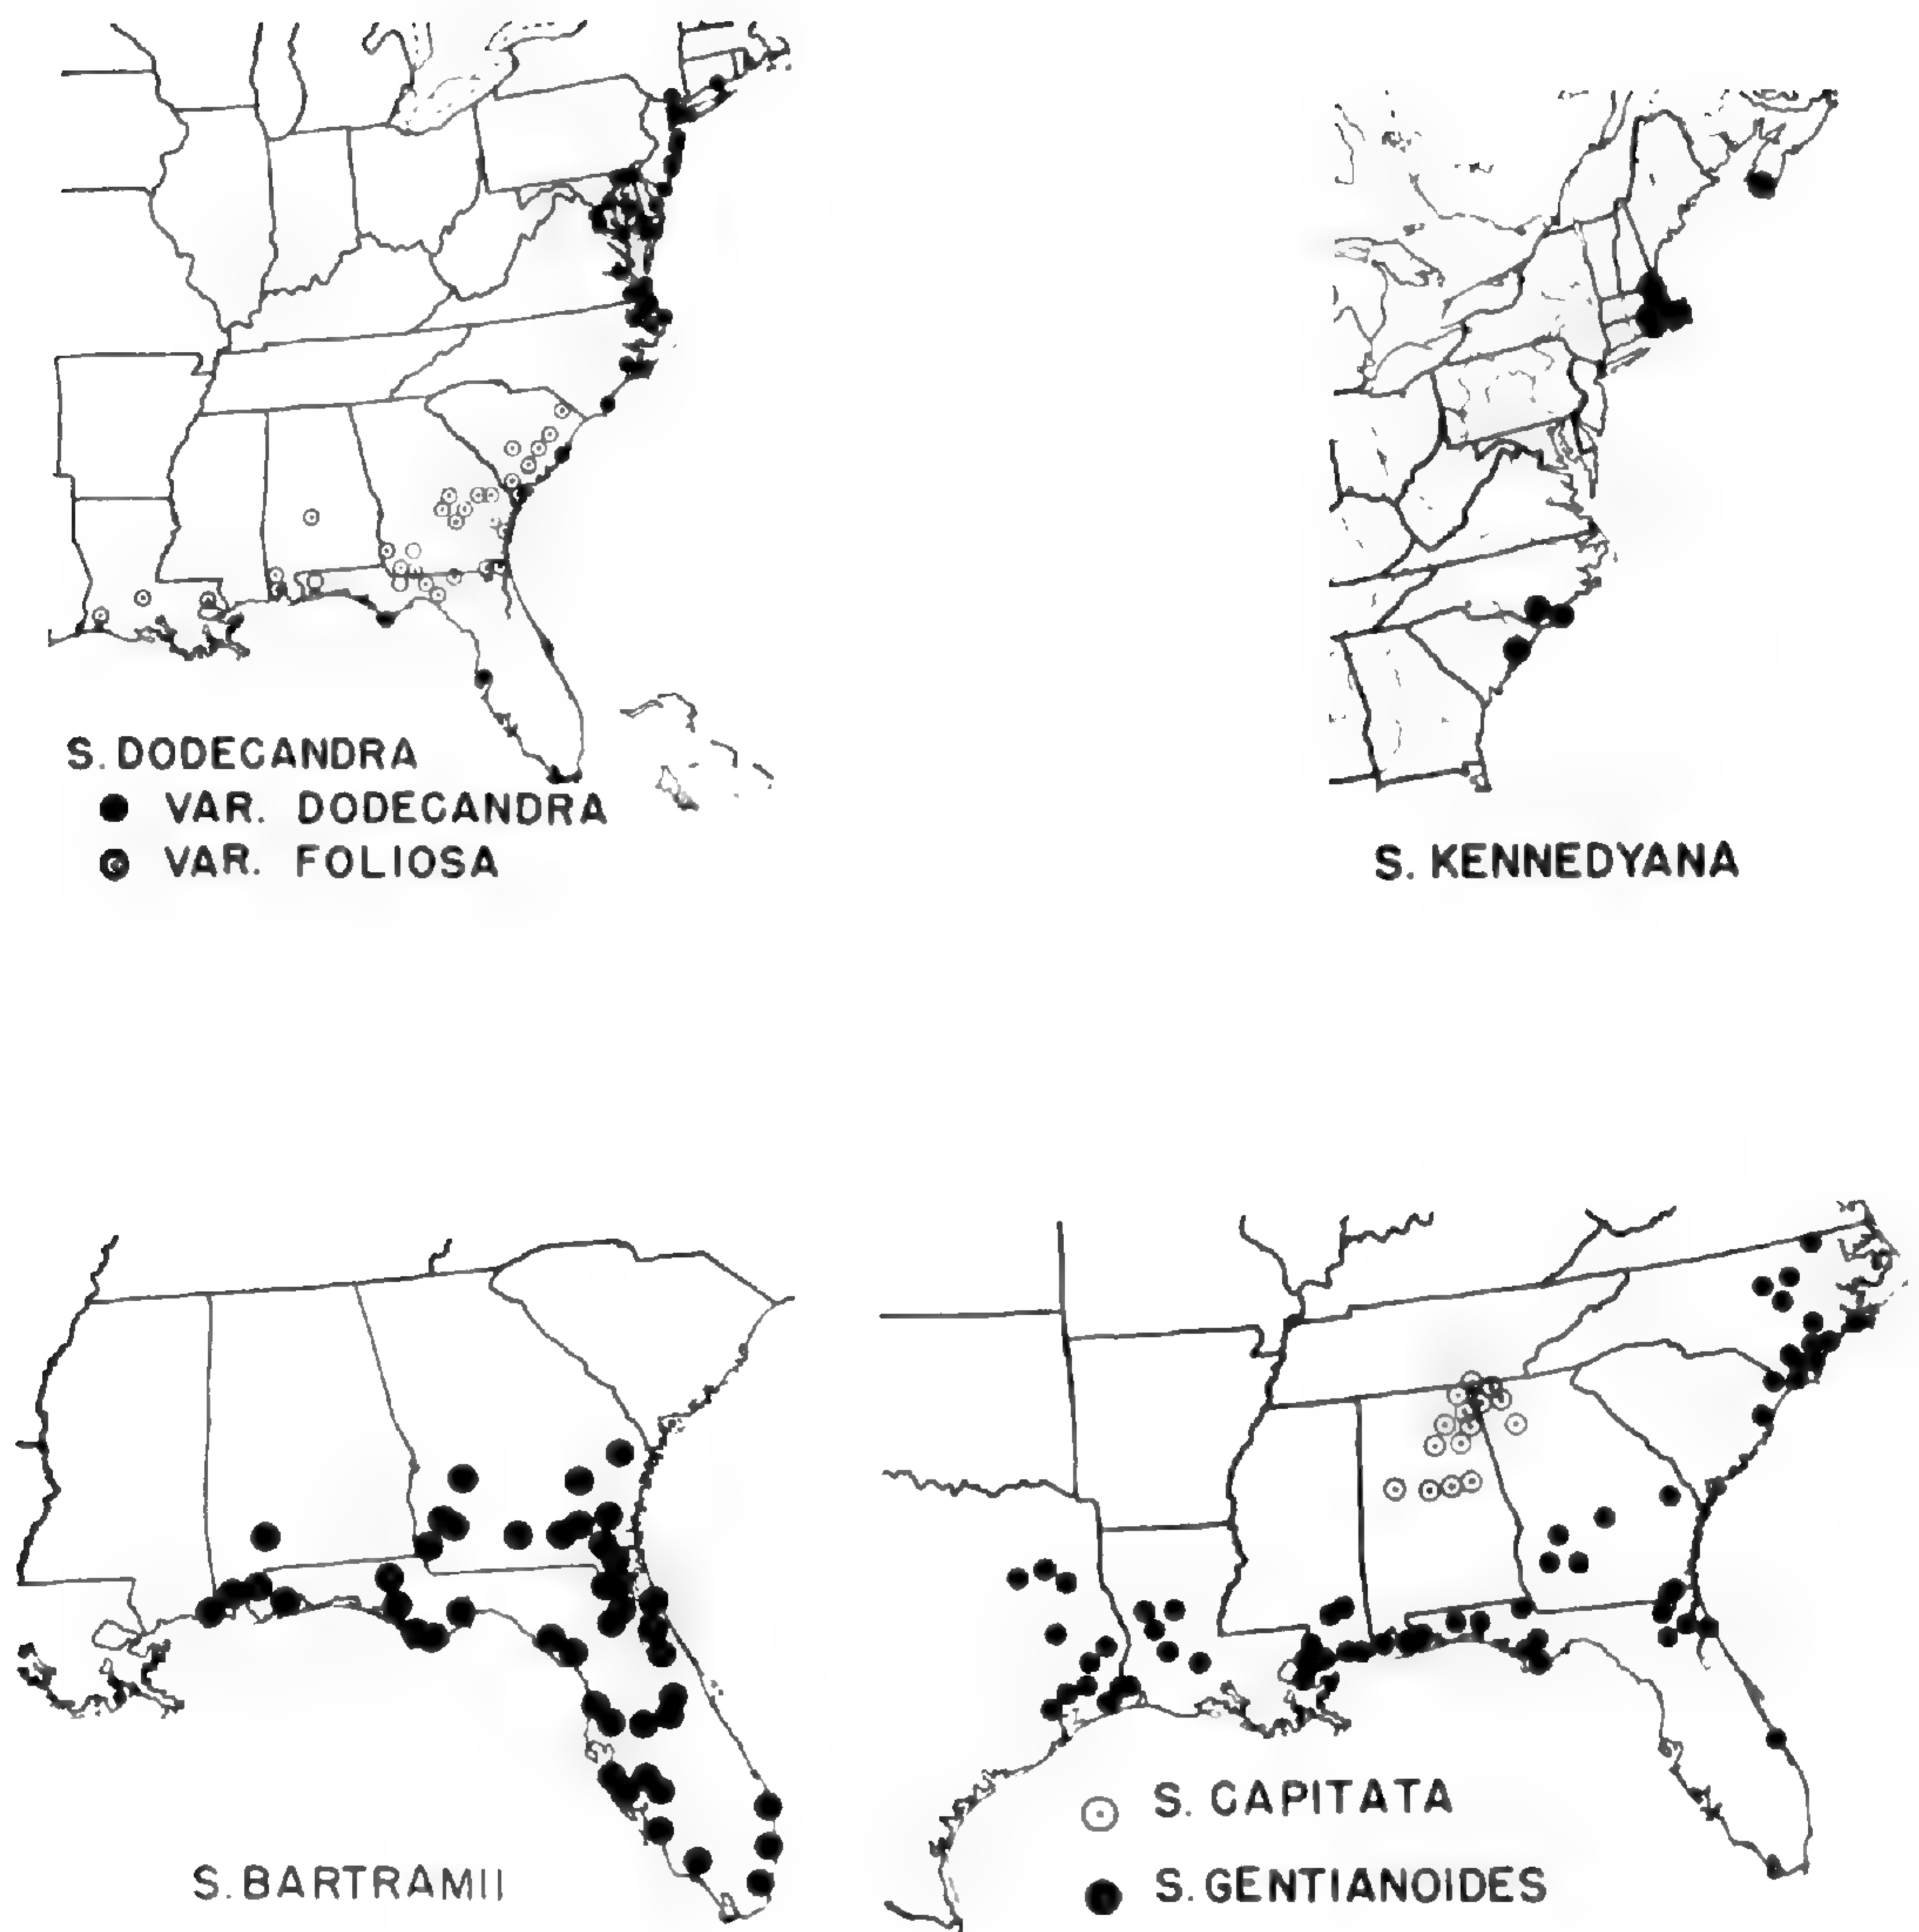 S. DODECANDRA
VAR. DODECANDRA
VAR. FOLIOSA
S. KENNEDYANA
S. BARTRAMII
S. CAPITATA
S. GENTIANOIDES